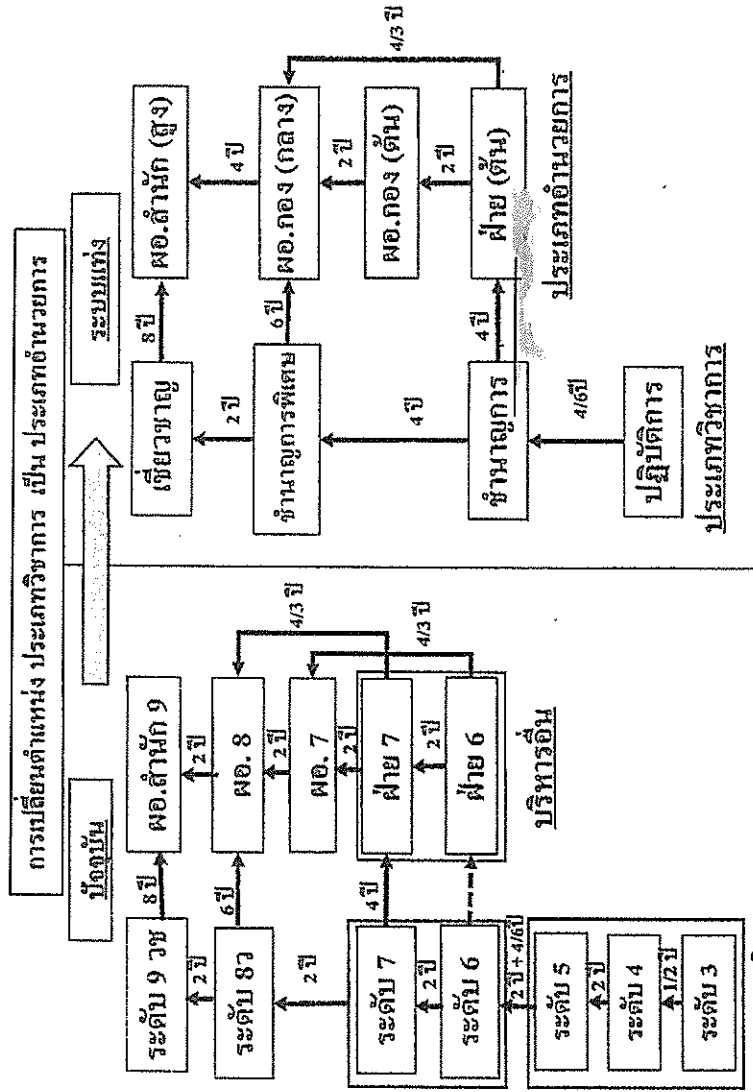 การเปลี่ยนตำแหน่ง ประเภทวิชาการ เป็น ประเภทอำนวยการ
ปัจจุบัน
ระบบแท่ง
ระดับ 9 วช
8 ปี
ผอ.สำนัก 9
2 ปี
2 ปี
ระดับ 8ว
6 ปี
ผอ. 8
2 ปี
2 ปี
ผอ. 7
4/3 ปี
4/3 ปี
2 ปี
ระดับ 7
4 ปี
ฝ่าย 7
2 ปี
2 ปี
ระดับ 6
ฝ่าย 6
2 ปี + 4/6ปี
บริหารอื่น
ระดับ 5
2 ปี
ระดับ 4
1/2 ปี
ระดับ 3
เชี่ยวชาญ
8 ปี
ผอ.สำนัก (สูง)
2 ปี
4 ปี
ชำนาญการพิเศษ
6 ปี
ผอ.กอง (กลาง)
4/3 ปี
2 ปี
4 ปี
ผอ.กอง (ต้น)
2 ปี
ชำนาญการ
4 ปี
ฝ่าย (ต้น)
4/6ปี
ประเภทอำนวยการ
ปฏิบัติการ
ประเภทวิชาการ